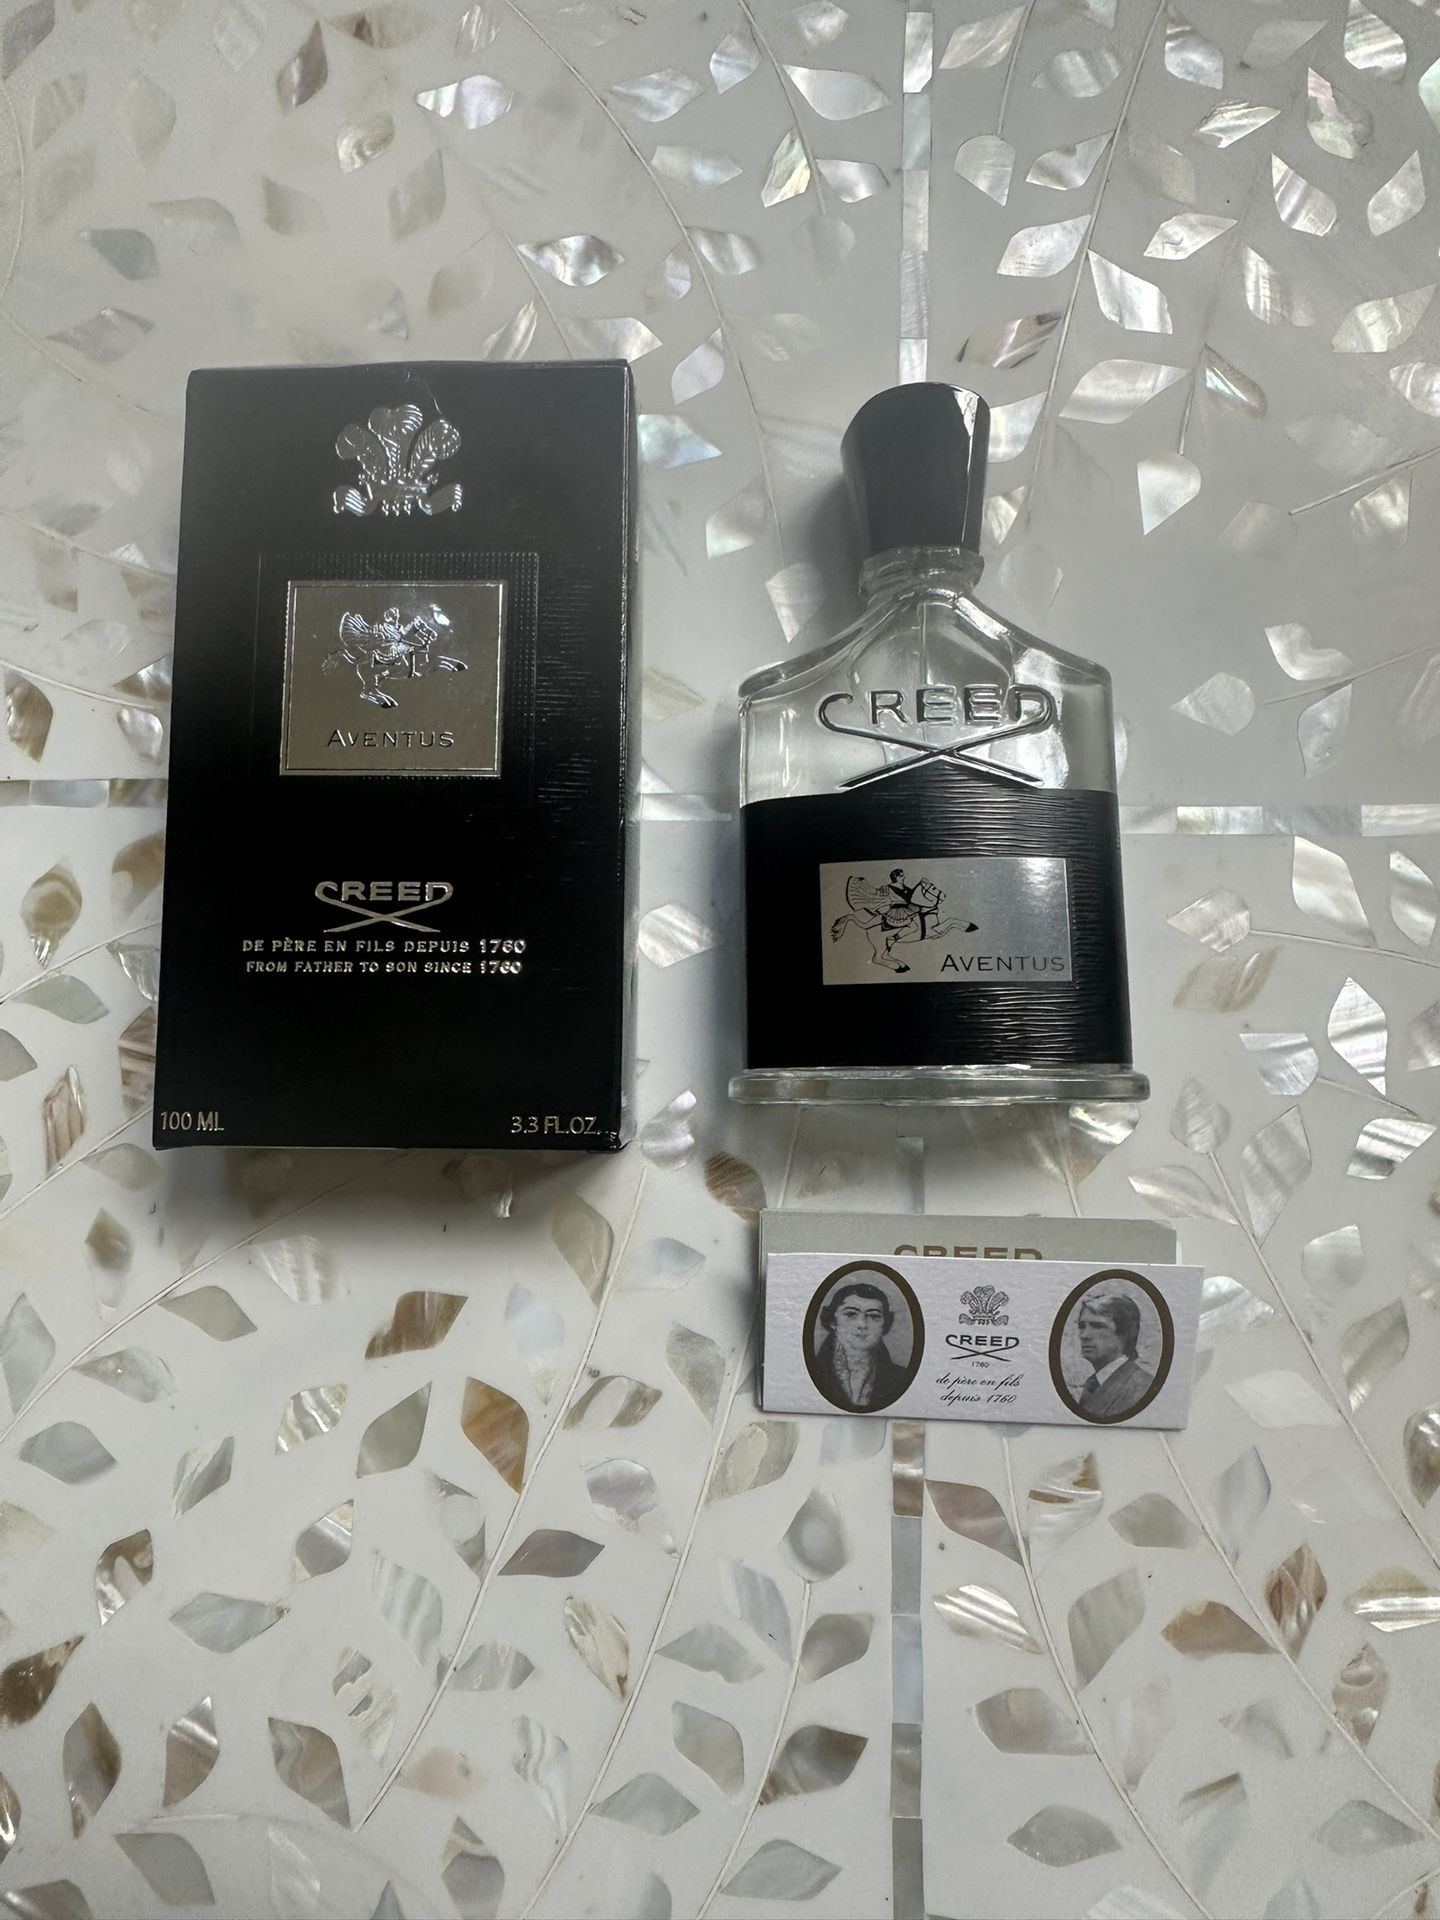 AVENTUS
CREED
DE PÈRE EN FILS DEPUIS 1760
FROM FATHER TO SON SINCE 1760
100 ML 3.3 FL.OZ.
CREED
AVENTUS
CREED
CREED
1760
de père en fils
depuis 1760